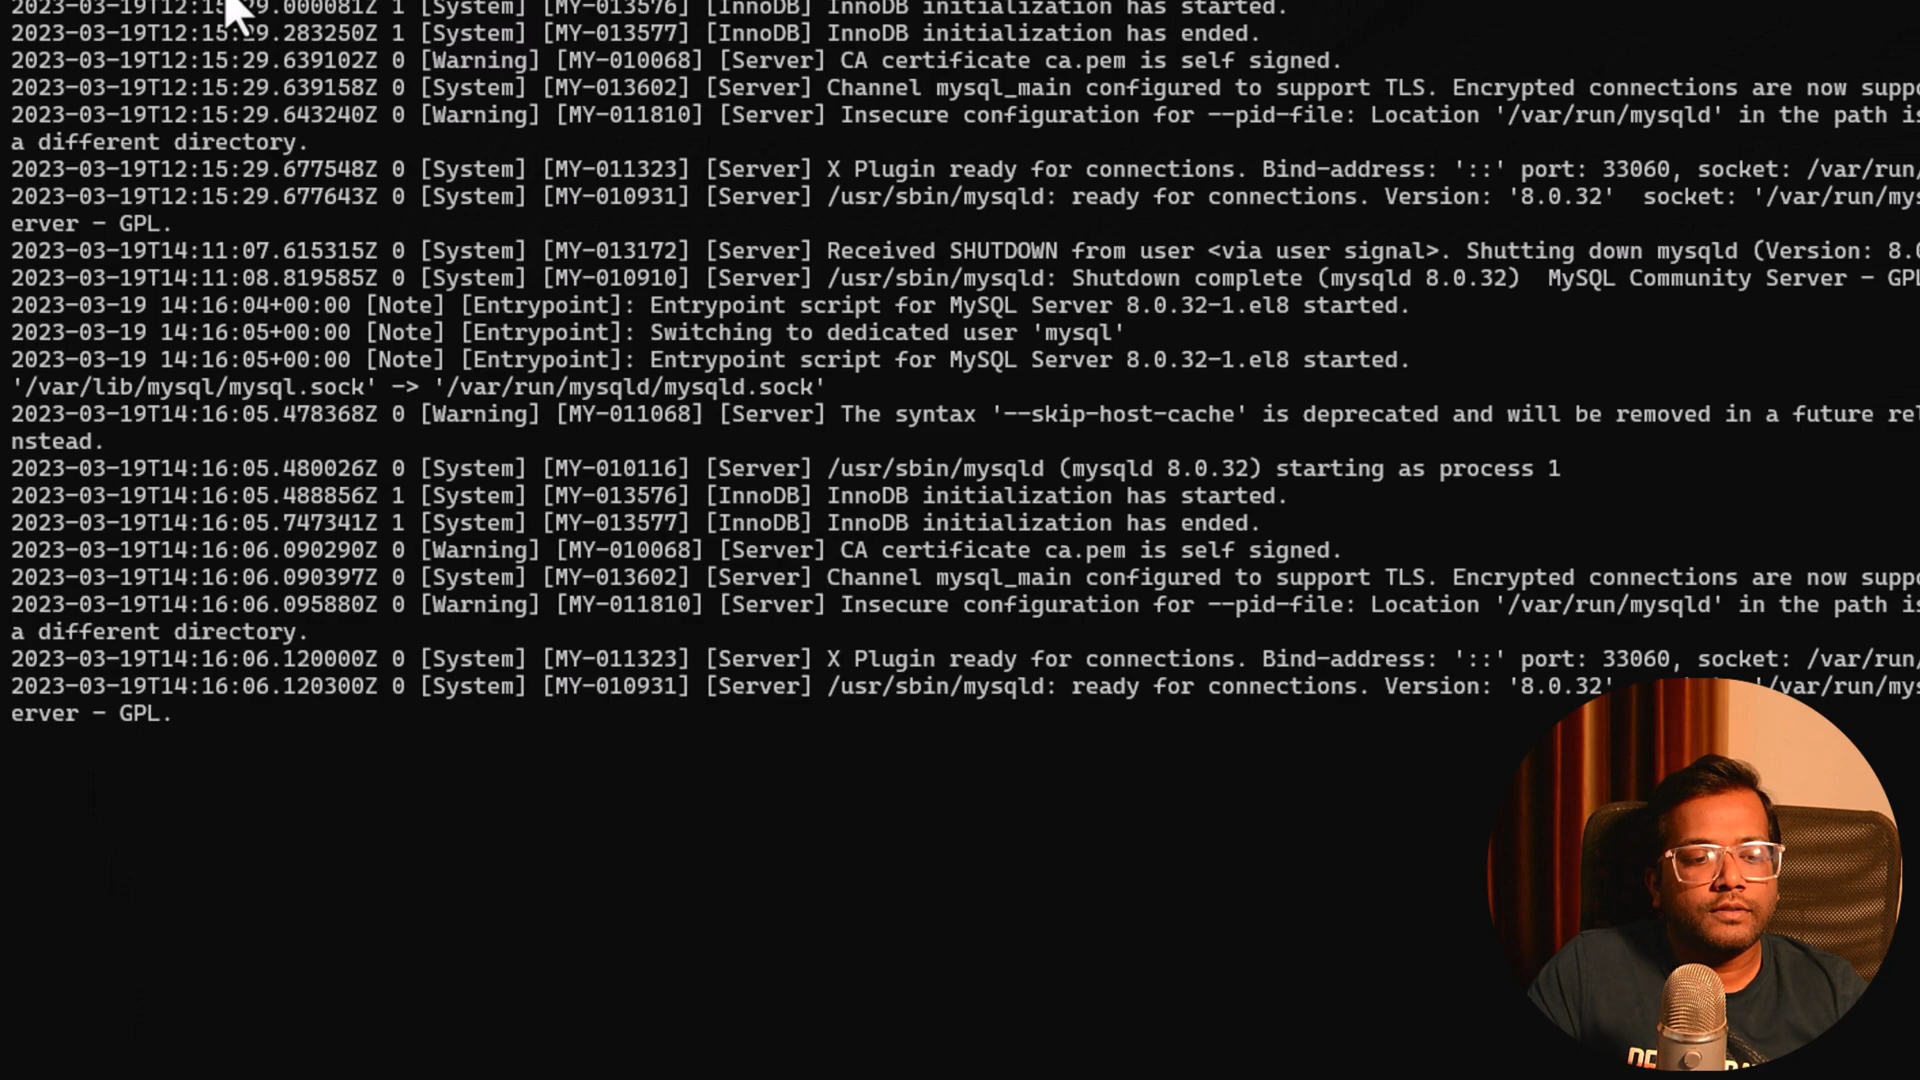 2023-03-19T12:15:29.000081Z 1 [System] [MY-013576] [InnoDB] InnoDB initialization has started.
2023-03-19T12:15:29.283250Z 1 [System] [MY-013577] [InnoDB] InnoDB initialization has ended.
2023-03-19T12:15:29.639102Z 0 [Warning] [MY-010068] [Server] CA certificate ca.pem is self signed.
2023-03-19T12:15:29.639158Z 0 [System] [MY-013602] [Server] Channel mysql_main configured to support TLS. Encrypted connections are now suppo
2023-03-19T12:15:29.643240Z 0 [Warning] [MY-011810] [Server] Insecure configuration for --pid-file: Location '/var/run/mysqld' in the path is
a different directory.
2023-03-19T12:15:29.677548Z 0 [System] [MY-011323] [Server] X Plugin ready for connections. Bind-address: '::' port: 33060, socket: /var/run/
2023-03-19T12:15:29.677643Z 0 [System] [MY-010931] [Server] /usr/sbin/mysqld: ready for connections. Version: '8.0.32'  socket: '/var/run/mys
erver - GPL.
2023-03-19T14:11:07.615315Z 0 [System] [MY-013172] [Server] Received SHUTDOWN from user <via user signal>. Shutting down mysqld (Version: 8.0
2023-03-19T14:11:08.819585Z 0 [System] [MY-010910] [Server] /usr/sbin/mysqld: Shutdown complete (mysqld 8.0.32)  MySQL Community Server - GPL
2023-03-19 14:16:04+00:00 [Note] [Entrypoint]: Entrypoint script for MySQL Server 8.0.32-1.el8 started.
2023-03-19 14:16:05+00:00 [Note] [Entrypoint]: Switching to dedicated user 'mysql'
2023-03-19 14:16:05+00:00 [Note] [Entrypoint]: Entrypoint script for MySQL Server 8.0.32-1.el8 started.
'/var/lib/mysql/mysql.sock' -> '/var/run/mysqld/mysqld.sock'
2023-03-19T14:16:05.478368Z 0 [Warning] [MY-011068] [Server] The syntax '--skip-host-cache' is deprecated and will be removed in a future rel
nstead.
2023-03-19T14:16:05.480026Z 0 [System] [MY-010116] [Server] /usr/sbin/mysqld (mysqld 8.0.32) starting as process 1
2023-03-19T14:16:05.488856Z 1 [System] [MY-013576] [InnoDB] InnoDB initialization has started.
2023-03-19T14:16:05.747341Z 1 [System] [MY-013577] [InnoDB] InnoDB initialization has ended.
2023-03-19T14:16:06.090290Z 0 [Warning] [MY-010068] [Server] CA certificate ca.pem is self signed.
2023-03-19T14:16:06.090397Z 0 [System] [MY-013602] [Server] Channel mysql_main configured to support TLS. Encrypted connections are now suppo
2023-03-19T14:16:06.095880Z 0 [Warning] [MY-011810] [Server] Insecure configuration for --pid-file: Location '/var/run/mysqld' in the path is
a different directory.
2023-03-19T14:16:06.120000Z 0 [System] [MY-011323] [Server] X Plugin ready for connections. Bind-address: '::' port: 33060, socket: /var/run/
2023-03-19T14:16:06.120300Z 0 [System] [MY-010931] [Server] /usr/sbin/mysqld: ready for connections. Version: '8.0.32' '/var/run/mys
erver - GPL.